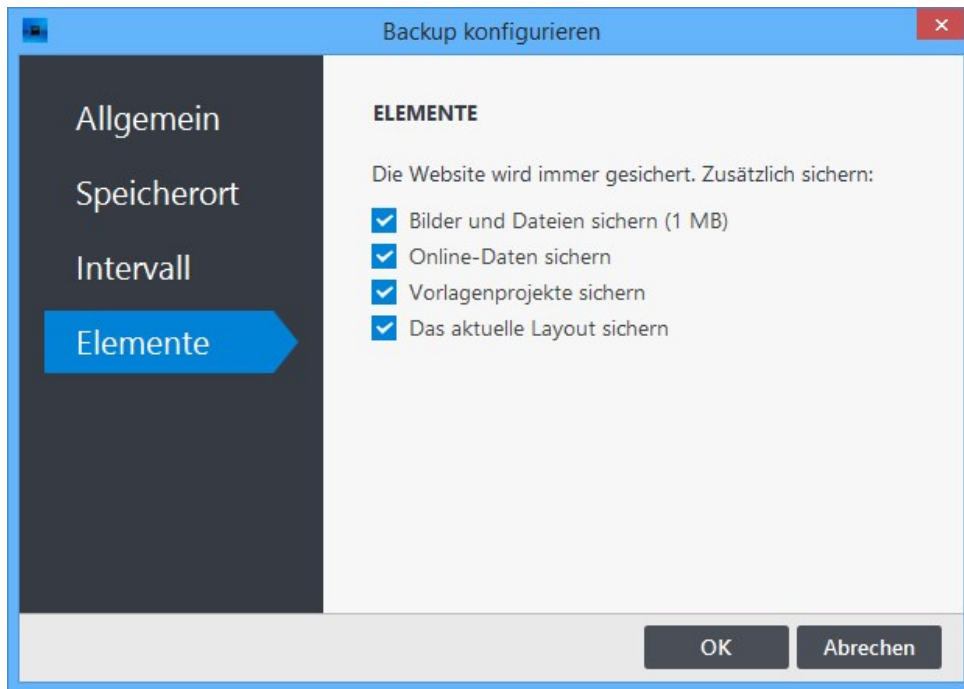 Backup konfigurieren
Allgemein
Speicherort
Intervall
Elemente
ELEMENTE
Die Website wird immer gesichert. Zusätzlich sichern:
Bilder und Dateien sichern (1 MB)
Online-Daten sichern
Vorlagenprojekte sichern
Das aktuelle Layout sichern
OK
Abrechen